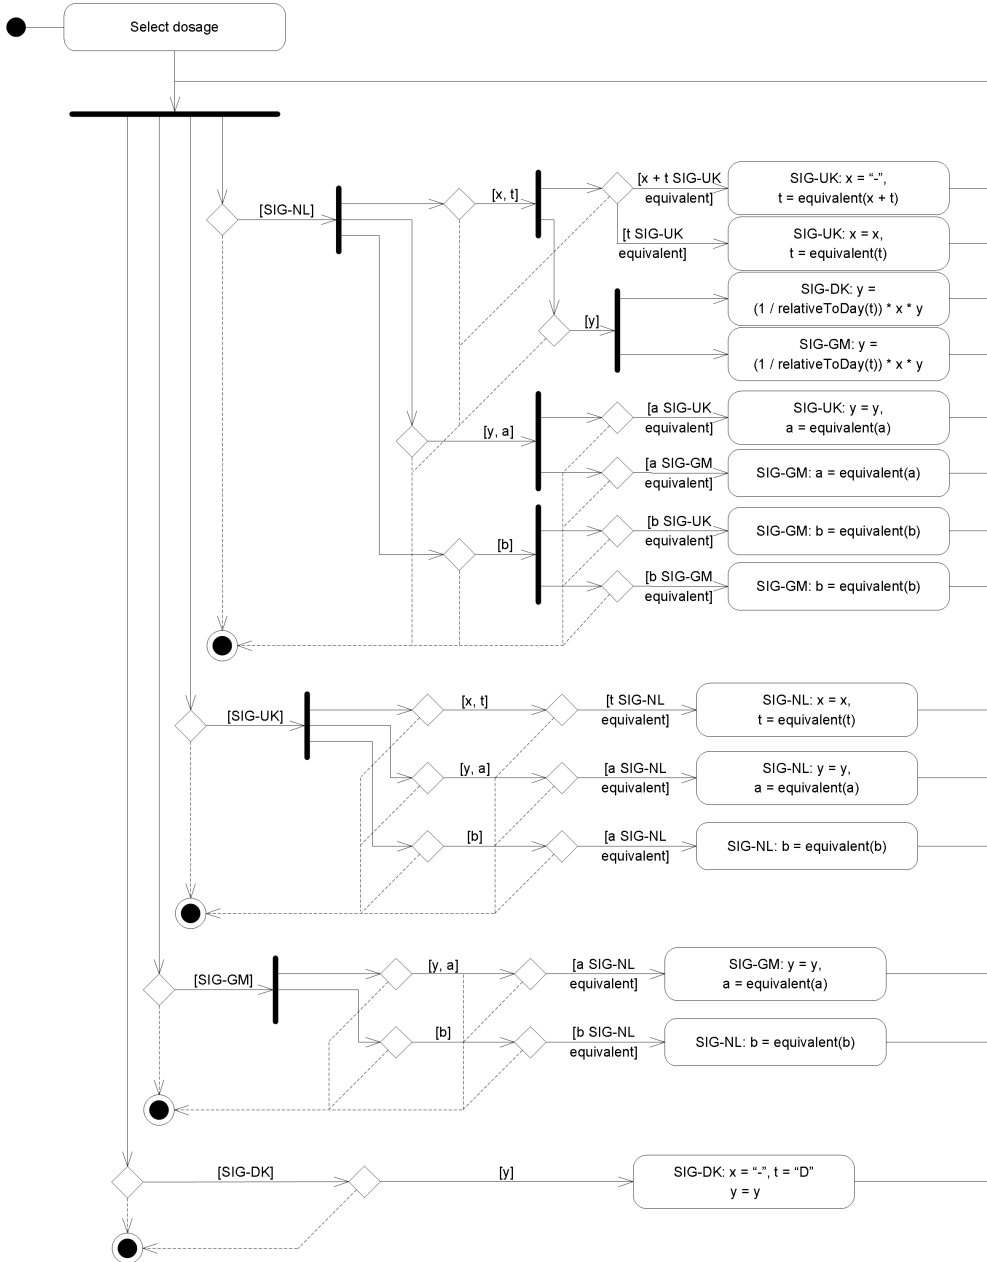 Select dosage
[SIG-NL]
[x, t]
[x + t SIG-UK
equivalent]
SIG-UK: x = “-”,
t = equivalent(x + t)
[t SIG-UK
equivalent]
SIG-UK: x = x,
t = equivalent(t)
[y]
SIG-DK: y =
(1 / relativeToDay(t)) * x * y
SIG-GM: y =
(1 / relativeToDay(t)) * x * y
[y, a]
[a SIG-UK
equivalent]
SIG-UK: y = y,
a = equivalent(a)
[a SIG-GM
equivalent]
SIG-GM: a = equivalent(a)
[b]
[b SIG-UK
equivalent]
SIG-GM: b = equivalent(b)
[b SIG-GM
equivalent]
SIG-GM: b = equivalent(b)
[SIG-UK]
[x, t]
[t SIG-NL
equivalent]
SIG-NL: x = x,
t = equivalent(t)
[y, a]
[a SIG-NL
equivalent]
SIG-NL: y = y,
a = equivalent(a)
[b]
[a SIG-NL
equivalent]
SIG-NL: b = equivalent(b)
[SIG-GM]
[y, a]
[a SIG-NL
equivalent]
SIG-GM: y = y,
a = equivalent(a)
[b]
[b SIG-NL
equivalent]
SIG-NL: b = equivalent(b)
[SIG-DK]
[y]
SIG-DK: x = “-”, t = “D”
y = y